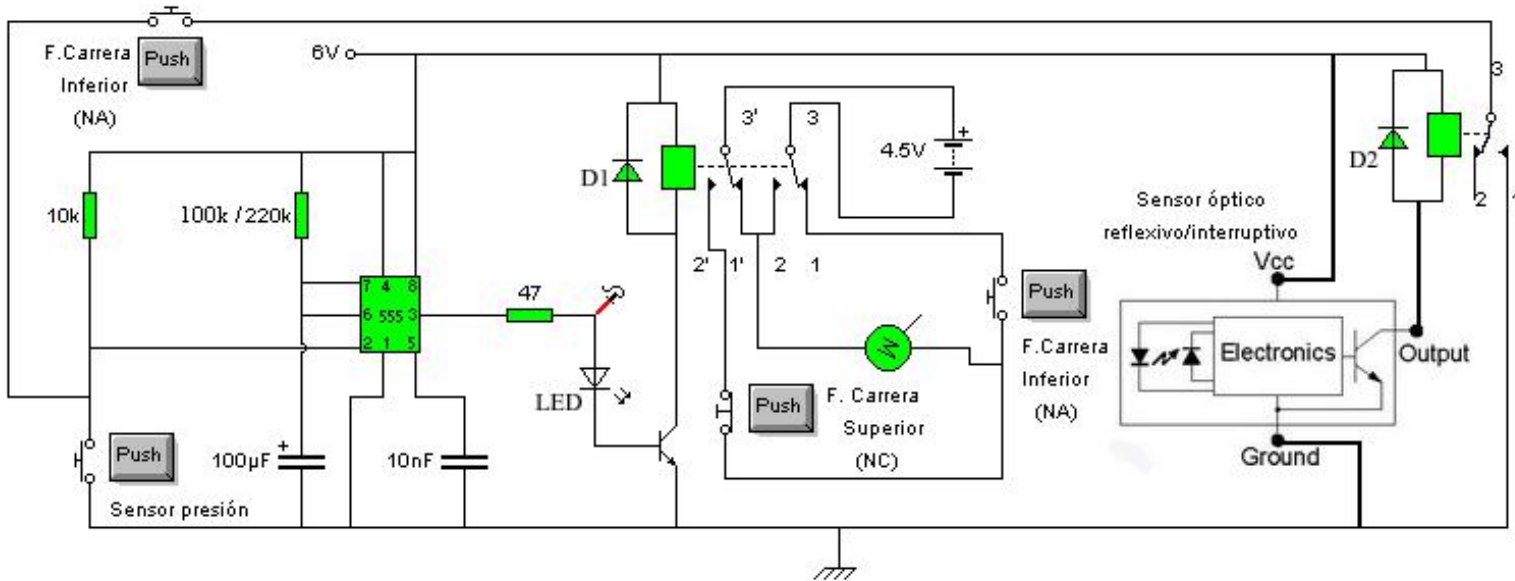 F.Carrera
Inferior
(NA)
Push
6V
3
3'
3
4.5V
+
D1
D2
10k
100k / 220k
2
1
Sensor óptico
reflexivo/interruptivo
Vcc
2'
1'
2
1
7 4 8
6 555 3
2 1 5
47
Push
F.Carrera
Inferior
(NA)
M
Electronics
Output
LED
Push
F. Carrera
Superior
(NC)
Ground
Push
Sensor presión
100µF
+
10nF